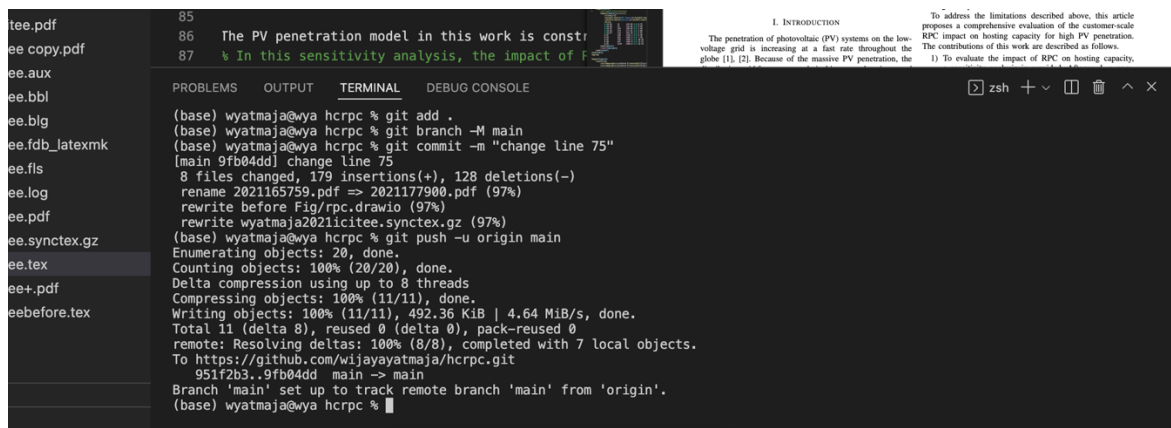 itee.pdf
ee copy.pdf
ee.aux
ee.bbl
ee.blg
ee.fdb_latexmk
ee.fls
ee.log
ee.pdf
ee.synctex.gz
ee.tex
ee+.pdf
eebefore.tex
85
86 The PV penetration model in this work is constr
87 % In this sensitivity analysis, the impact of
I. INTRODUCTION
The penetration of photovoltaic (PV) systems on the low-
voltage grid is increasing at a fast rate throughout the
globe [1], [2]. Because of the massive PV penetration, the
To address the limitations described above, this article
proposes a comprehensive evaluation of the customer-scale
RPC impact on hosting capacity for high PV penetration.
The contributions of this work are described as follows.
1) To evaluate the impact of RPC on hosting capacity,
PROBLEMS OUTPUT TERMINAL DEBUG CONSOLE
zsh
(base) wyatmaja@wya hcrpc % git add .
(base) wyatmaja@wya hcrpc % git branch -M main
(base) wyatmaja@wya hcrpc % git commit -m "change line 75"
[main 9fb04dd] change line 75
8 files changed, 179 insertions(+), 128 deletions(-)
rename 2021165759.pdf => 2021177900.pdf (97%)
rewrite before Fig/rpc.drawio (97%)
rewrite wyatmaja2021icitee.synctex.gz (97%)
(base) wyatmaja@wya hcrpc % git push -u origin main
Enumerating objects: 20, done.
Counting objects: 100% (20/20), done.
Delta compression using up to 8 threads
Compressing objects: 100% (11/11), done.
Writing objects: 100% (11/11), 492.36 KiB | 4.64 MiB/s, done.
Total 11 (delta 8), reused 0 (delta 0), pack-reused 0
remote: Resolving deltas: 100% (8/8), completed with 7 local objects.
To https://github.com/wijayayatmaja/hcrpc.git
951f2b3..9fb04dd main -> main
Branch 'main' set up to track remote branch 'main' from 'origin'.
(base) wyatmaja@wya hcrpc %